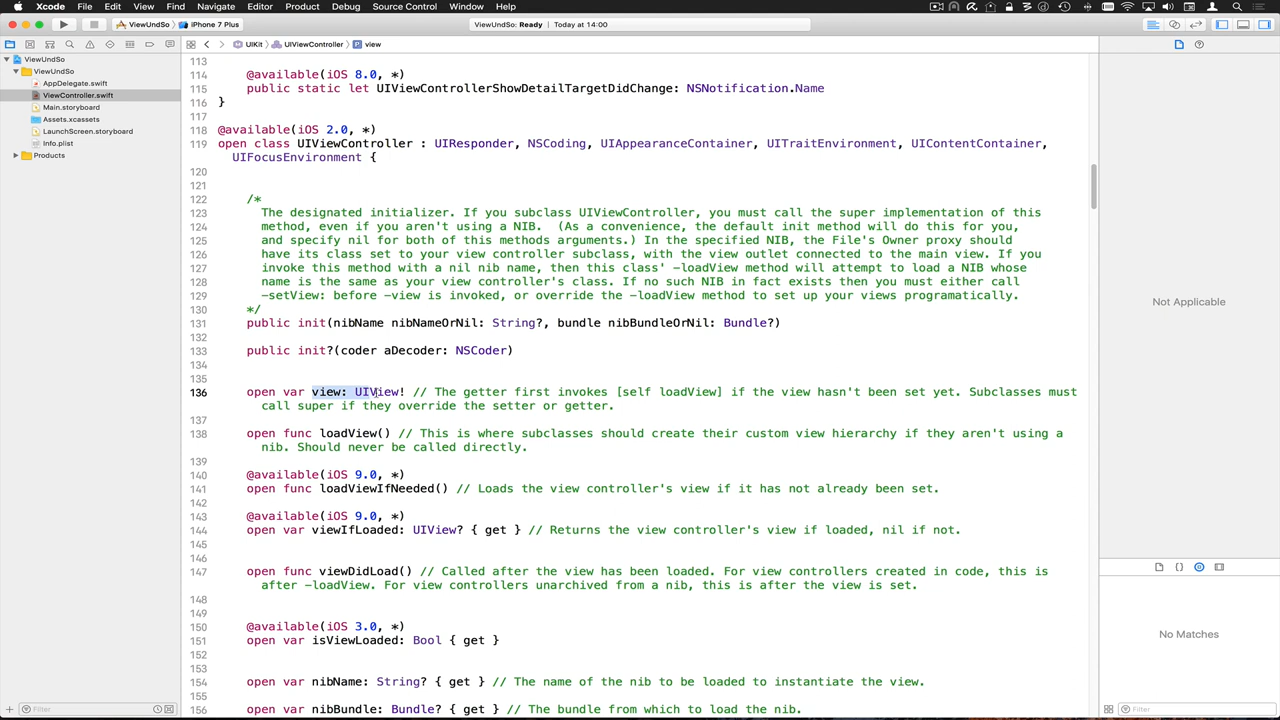 Xcode File Edit View Find Navigate Editor Product Debug Source Control Window Help
ViewUndSo iPhone 7 Plus ViewUndSo: Ready Today at 14:00
UIKit UIViewController view
ViewUndSo
ViewUndSo
AppDelegate.swift
ViewController.swift
Main.storyboard
Assets.xcassets
LaunchScreen.storyboard
Info.plist
Products
113
114 @available(iOS 8.0, *)
115 public static let UIViewControllerShowDetailTargetDidChange: NSNotification.Name
116 }
117
118 @available(iOS 2.0, *)
119 open class UIViewController : UIResponder, NSCoding, UIAppearanceContainer, UITraitEnvironment, UIContentContainer,
UIFocusEnvironment {
120
121
122 /*
123 The designated initializer. If you subclass UIViewController, you must call the super implementation of this
124 method, even if you aren't using a NIB. (As a convenience, the default init method will do this for you,
125 and specify nil for both of this methods arguments.) In the specified NIB, the File's Owner proxy should
126 have its class set to your view controller subclass, with the view outlet connected to the main view. If you
127 invoke this method with a nil nib name, then this class' -loadView method will attempt to load a NIB whose
128 name is the same as your view controller's class. If no such NIB in fact exists then you must either call
129 -setView: before -view is invoked, or override the -loadView method to set up your views programatically.
130 */
131 public init(nibName nibNameOrNil: String?, bundle nibBundleOrNil: Bundle?)
132
133 public init?(coder aDecoder: NSCoder)
134
135
136 open var view: UIView! // The getter first invokes [self loadView] if the view hasn't been set yet. Subclasses must
call super if they override the setter or getter.
137
138 open func loadView() // This is where subclasses should create their custom view hierarchy if they aren't using a
nib. Should never be called directly.
139
140 @available(iOS 9.0, *)
141 open func loadViewIfNeeded() // Loads the view controller's view if it has not already been set.
142
143 @available(iOS 9.0, *)
144 open var viewIfLoaded: UIView? { get } // Returns the view controller's view if loaded, nil if not.
145
146
147 open func viewDidLoad() // Called after the view has been loaded. For view controllers created in code, this is
after -loadView. For view controllers unarchived from a nib, this is after the view is set.
148
149
150 @available(iOS 3.0, *)
151 open var isViewLoaded: Bool { get }
152
153
154 open var nibName: String? { get } // The name of the nib to be loaded to instantiate the view.
155
156 open var nibBundle: Bundle? { get } // The bundle from which to load the nib.
Not Applicable
No Matches
Filter
Filter